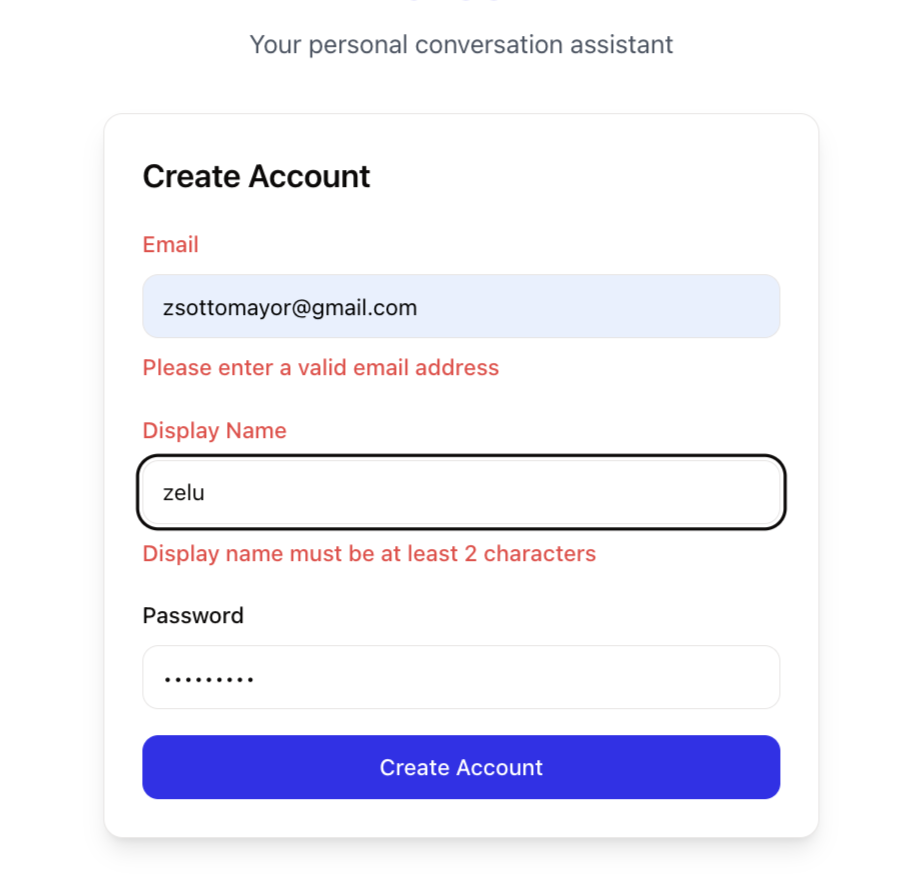 Your personal conversation assistant
Create Account
Email
zsottomayor@gmail.com
Please enter a valid email address
Display Name
zelu
Display name must be at least 2 characters
Password
•••••••••
Create Account